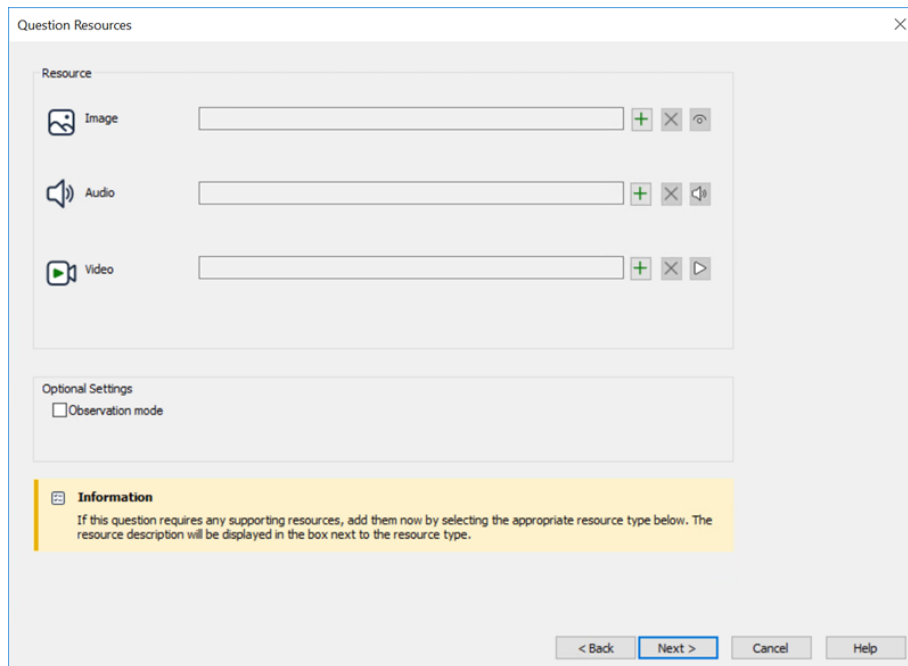 Question Resources
Resource
Image
Audio
Video
Optional Settings
Observation mode
Information
If this question requires any supporting resources, add them now by selecting the appropriate resource type below. The
resource description will be displayed in the box next to the resource type.
< Back Next > Cancel Help